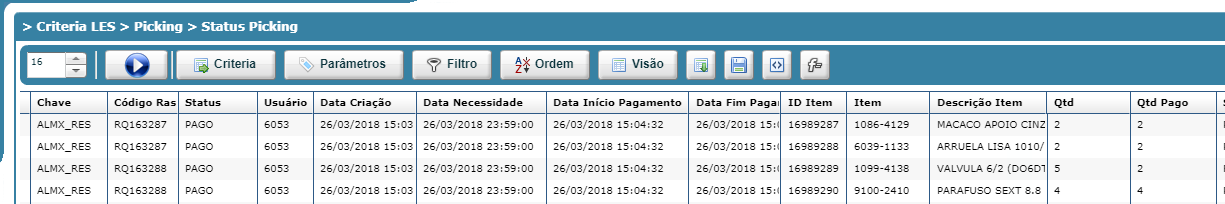 > Criteria LES > Picking > Status Picking
16 Criteria Parâmetros Filtro Ordem Visão
Chave Código Ras Status Usuário Data Criação Data Necessidade Data Início Pagamento Data Fim Pagar ID Item Item Descrição Item Qtd Qtd Pago
ALMX_RES RQ163287 PAGO 6053 26/03/2018 15:03 26/03/2018 23:59:00 26/03/2018 15:04:32 26/03/2018 15:0 16989287 1086-4129 MACACO APOIO CINZ 2 2
ALMX_RES RQ163287 PAGO 6053 26/03/2018 15:03 26/03/2018 23:59:00 26/03/2018 15:04:32 26/03/2018 15:0 16989288 6039-1133 ARRUELA LISA 1010/ 2 2
ALMX_RES RQ163288 PAGO 6053 26/03/2018 15:03 26/03/2018 23:59:00 26/03/2018 15:04:32 26/03/2018 15:0 16989289 1099-4138 VALVULA 6/2 (DO6DT 5 2
ALMX_RES RQ163288 PAGO 6053 26/03/2018 15:03 26/03/2018 23:59:00 26/03/2018 15:04:32 26/03/2018 15:0 16989290 9100-2410 PARAFUSO SEXT 8.8 4 4